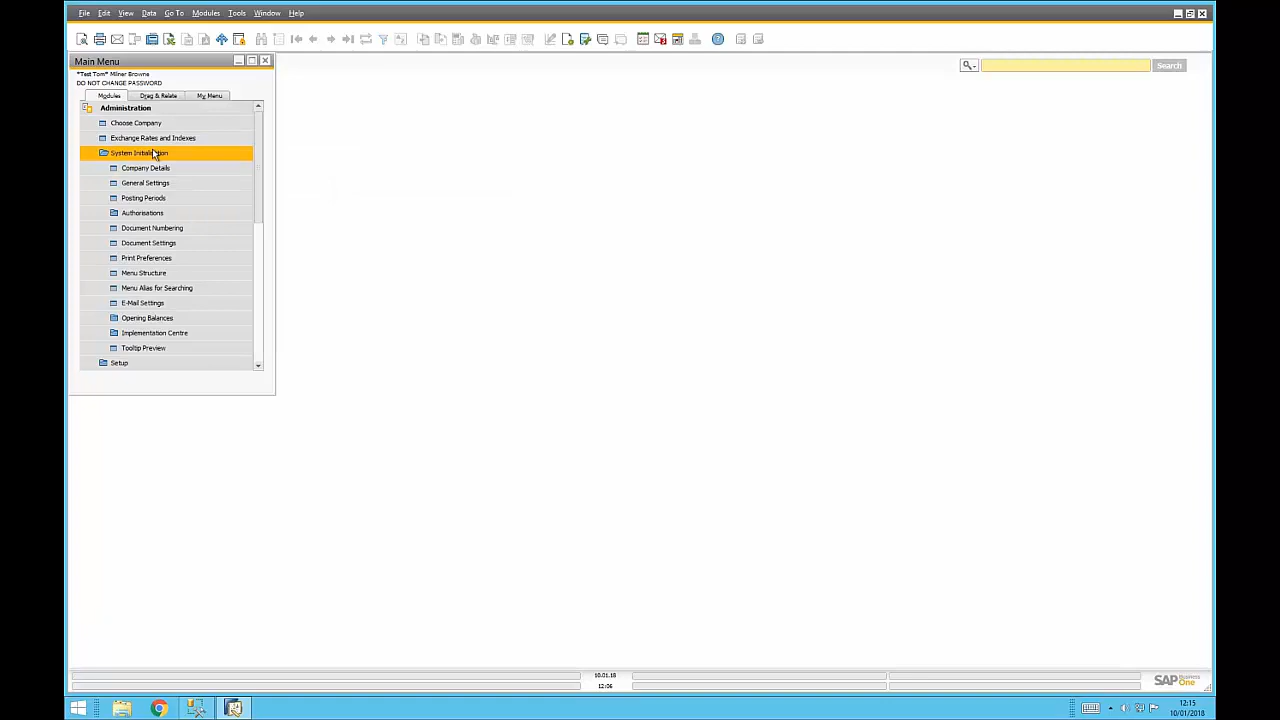 File Edit View Data Go To Modules Tools Window Help
Main Menu
"Test Tom" Milner Browne
DO NOT CHANGE PASSWORD
Modules Drag & Relate My Menu
Search
Administration
Choose Company
Exchange Rates and Indexes
System Initialisation
Company Details
General Settings
Posting Periods
Authorisations
Document Numbering
Document Settings
Print Preferences
Menu Structure
Menu Alias for Searching
E-Mail Settings
Opening Balances
Implementation Centre
Tooltip Preview
Setup
10.01.18
12:06
SAP Business One
12:15
10/01/2018